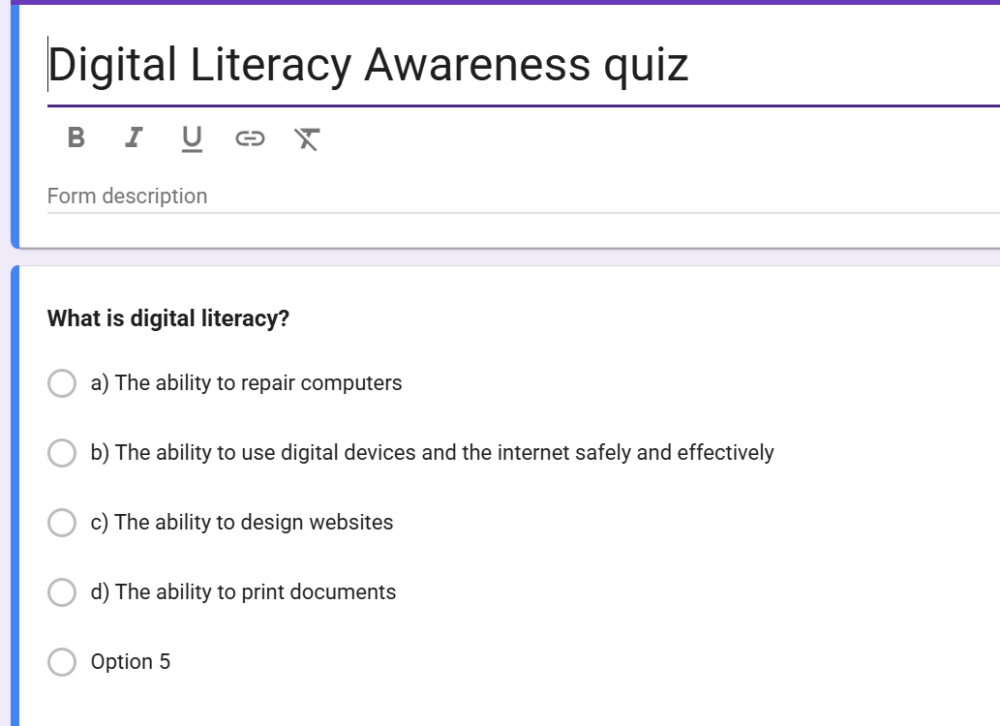 Digital Literacy Awareness quiz
B I U
Form description
What is digital literacy?
a) The ability to repair computers
b) The ability to use digital devices and the internet safely and effectively
c) The ability to design websites
d) The ability to print documents
Option 5